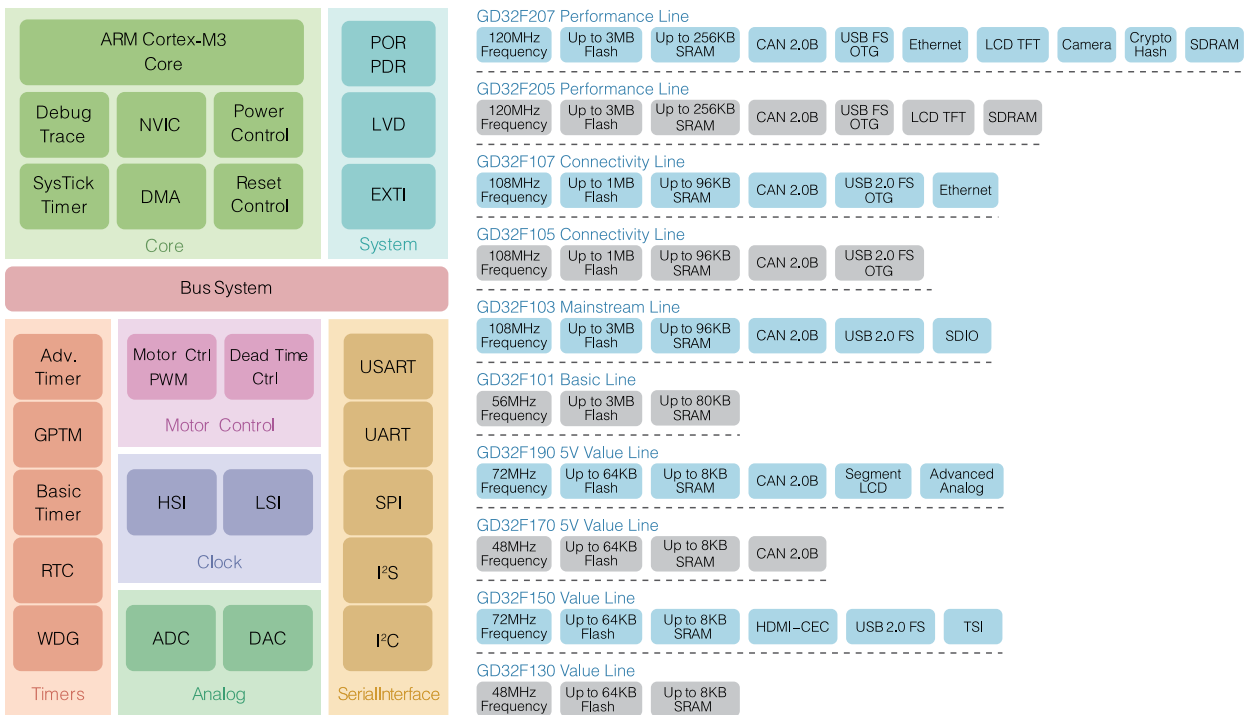 ARM Cortex-M3
Core
Debug
Trace
NVIC
Power
Control
SysTick
Timer
DMA
Reset
Control
Core
POR
PDR
LVD
EXTI
System
Bus System
Adv.
Timer
GPTM
Basic
Timer
RTC
WDG
Timers
Motor Ctrl
PWM
Dead Time
Ctrl
Motor Control
HSI
LSI
Clock
ADC
DAC
Analog
USART
UART
SPI
I²S
I²C
SerialInterface
GD32F207 Performance Line
120MHz
Frequency
Up to 3MB
Flash
Up to 256KB
SRAM
CAN 2.0B
USB FS
OTG
Ethernet
LCD TFT
Camera
Crypto
Hash
SDRAM
GD32F205 Performance Line
120MHz
Frequency
Up to 3MB
Flash
Up to 256KB
SRAM
CAN 2.0B
USB FS
OTG
LCD TFT
SDRAM
GD32F107 Connectivity Line
108MHz
Frequency
Up to 1MB
Flash
Up to 96KB
SRAM
CAN 2.0B
USB 2.0 FS
OTG
Ethernet
GD32F105 Connectivity Line
108MHz
Frequency
Up to 1MB
Flash
Up to 96KB
SRAM
CAN 2.0B
USB 2.0 FS
OTG
GD32F103 Mainstream Line
108MHz
Frequency
Up to 3MB
Flash
Up to 96KB
SRAM
CAN 2.0B
USB 2.0 FS
SDIO
GD32F101 Basic Line
56MHz
Frequency
Up to 3MB
Flash
Up to 80KB
SRAM
GD32F190 5V Value Line
72MHz
Frequency
Up to 64KB
Flash
Up to 8KB
SRAM
CAN 2.0B
Segment
LCD
Advanced
Analog
GD32F170 5V Value Line
48MHz
Frequency
Up to 64KB
Flash
Up to 8KB
SRAM
CAN 2.0B
GD32F150 Value Line
72MHz
Frequency
Up to 64KB
Flash
Up to 8KB
SRAM
HDMI-CEC
USB 2.0 FS
TSI
GD32F130 Value Line
48MHz
Frequency
Up to 64KB
Flash
Up to 8KB
SRAM